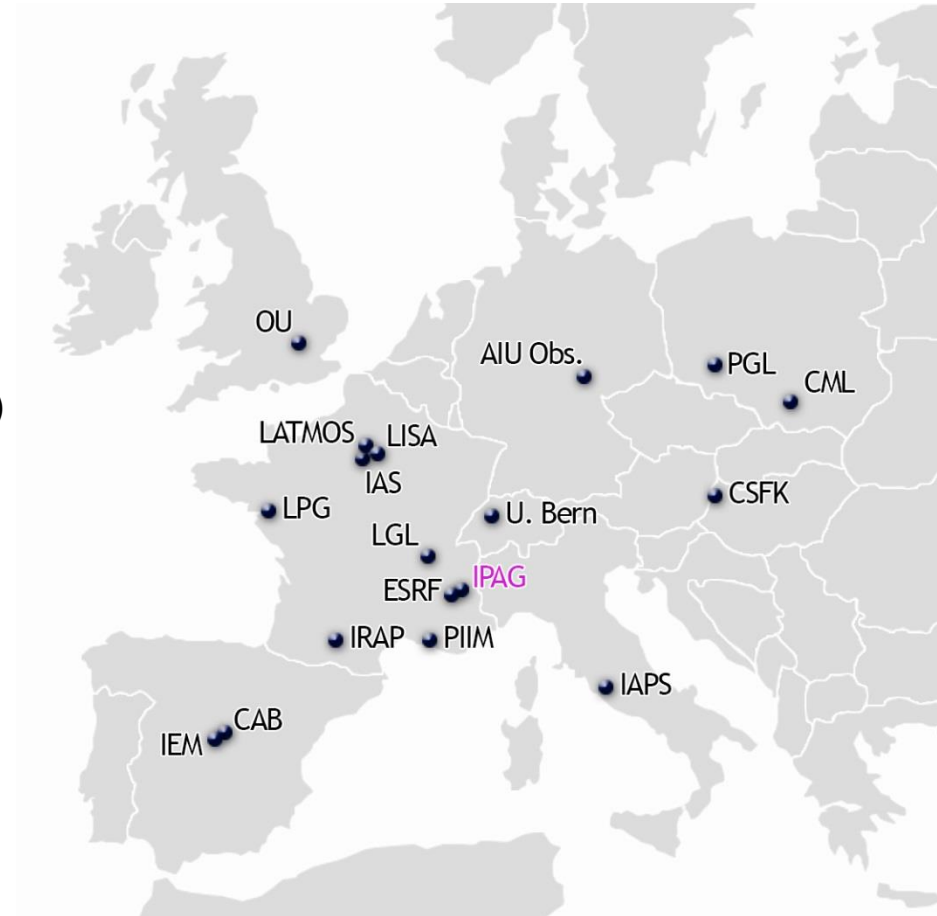 )
OU
AIU Obs.
PGL
CML
LATMOS
LISA
IAS
CSFK
LPG
U. Bern
LGL
IPAG
ESRF
IRAP
PIIM
IAPS
CAB
IEM